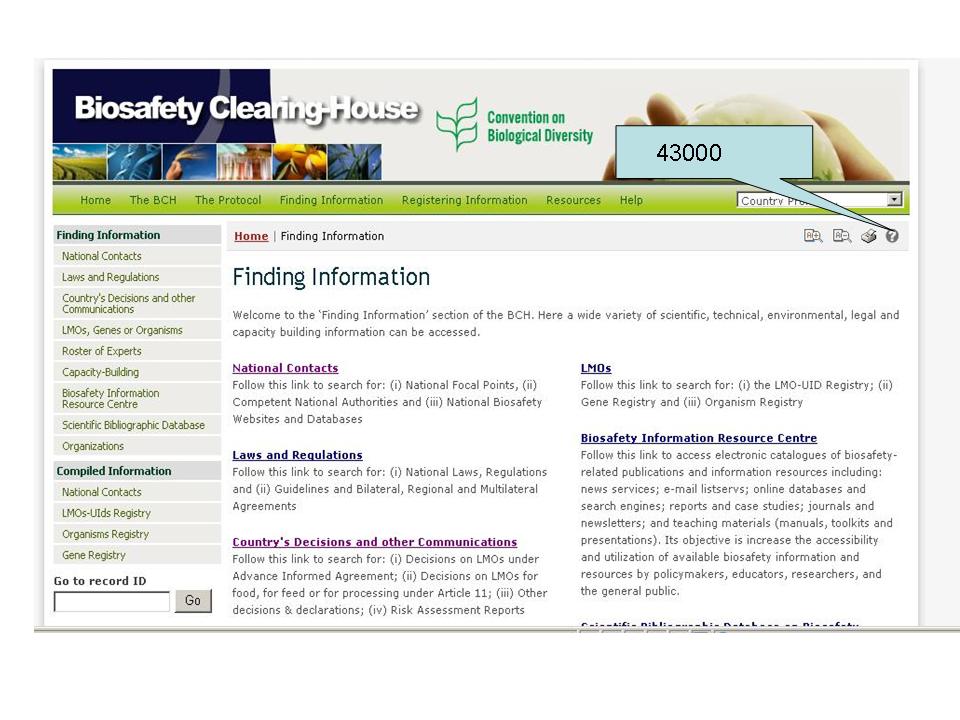 Biosafety Clearing-House
Convention on
Biological Diversity
43000
Home The BCH The Protocol Finding Information Registering Information Resources Help
Country
Finding Information
National Contacts
Laws and Regulations
Country's Decisions and other
Communications
LMOs, Genes or Organisms
Roster of Experts
Capacity-Building
Biosafety Information
Resource Centre
Scientific Bibliographic Database
Organizations
Compiled Information
National Contacts
LMOs-UIds Registry
Organisms Registry
Gene Registry
Go to record ID
Go
Home | Finding Information
Finding Information
Welcome to the ‘Finding Information’ section of the BCH. Here a wide variety of scientific, technical, environmental, legal and
capacity building information can be accessed.
National Contacts
Follow this link to search for: (i) National Focal Points, (ii)
Competent National Authorities and (iii) National Biosafety
Websites and Databases
Laws and Regulations
Follow this link to search for: (i) National Laws, Regulations
and (ii) Guidelines and Bilateral, Regional and Multilateral
Agreements
Country's Decisions and other Communications
Follow this link to search for: (i) Decisions on LMOs under
Advance Informed Agreement; (ii) Decisions on LMOs for
food, for feed or for processing under Article 11; (iii) Other
decisions & declarations; (iv) Risk Assessment Reports
LMOs
Follow this link to search for: (i) the LMO-UID Registry; (ii)
Gene Registry and (iii) Organism Registry
Biosafety Information Resource Centre
Follow this link to access electronic catalogues of biosafety-
related publications and information resources including:
news services; e-mail listservs; online databases and
search engines; reports and case studies; journals and
newsletters; and teaching materials (manuals, toolkits and
presentations). Its objective is increase the accessibility
and utilization of available biosafety information and
resources by policymakers, educators, researchers, and
the general public.
Scientific Bibliographic Database on Biosafety